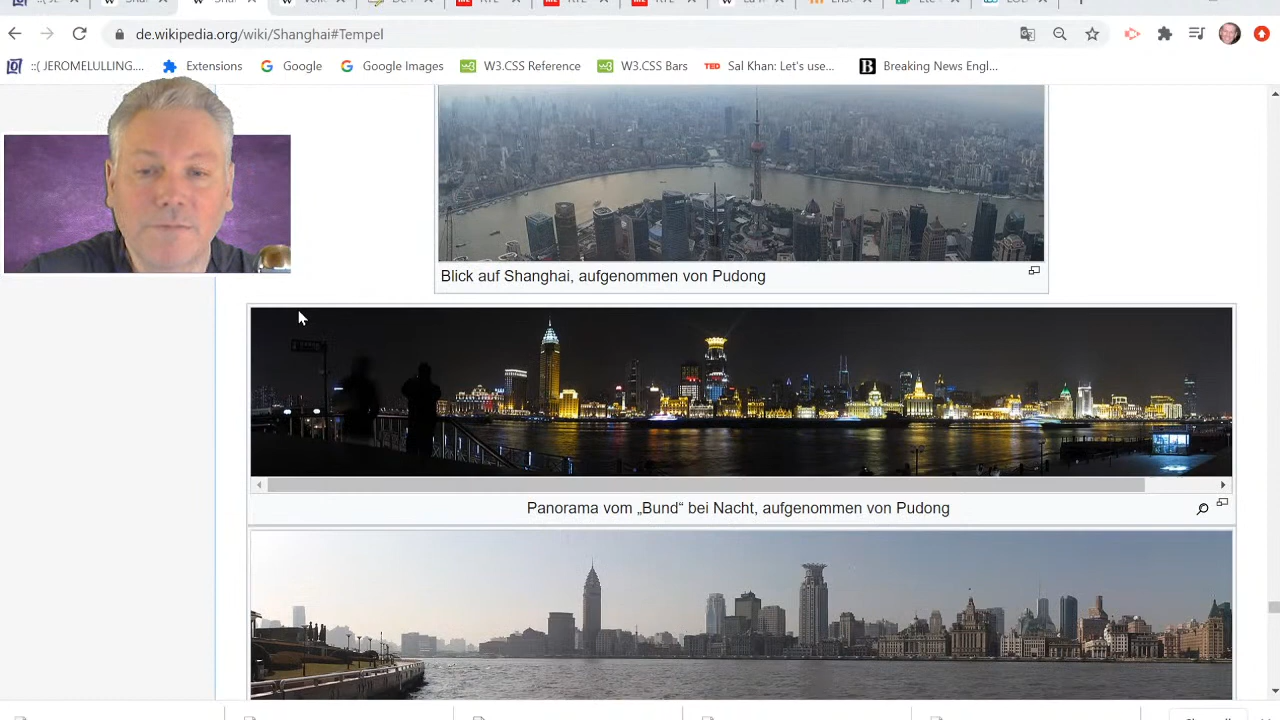 de.wikipedia.org/wiki/Shanghai#Tempel
::( JEROMELULLING.... Extensions Google Google Images W3.CSS Reference W3.CSS Bars TED Sal Khan: Let's use... B Breaking News Engl...
Blick auf Shanghai, aufgenommen von Pudong
Panorama vom „Bund“ bei Nacht, aufgenommen von Pudong